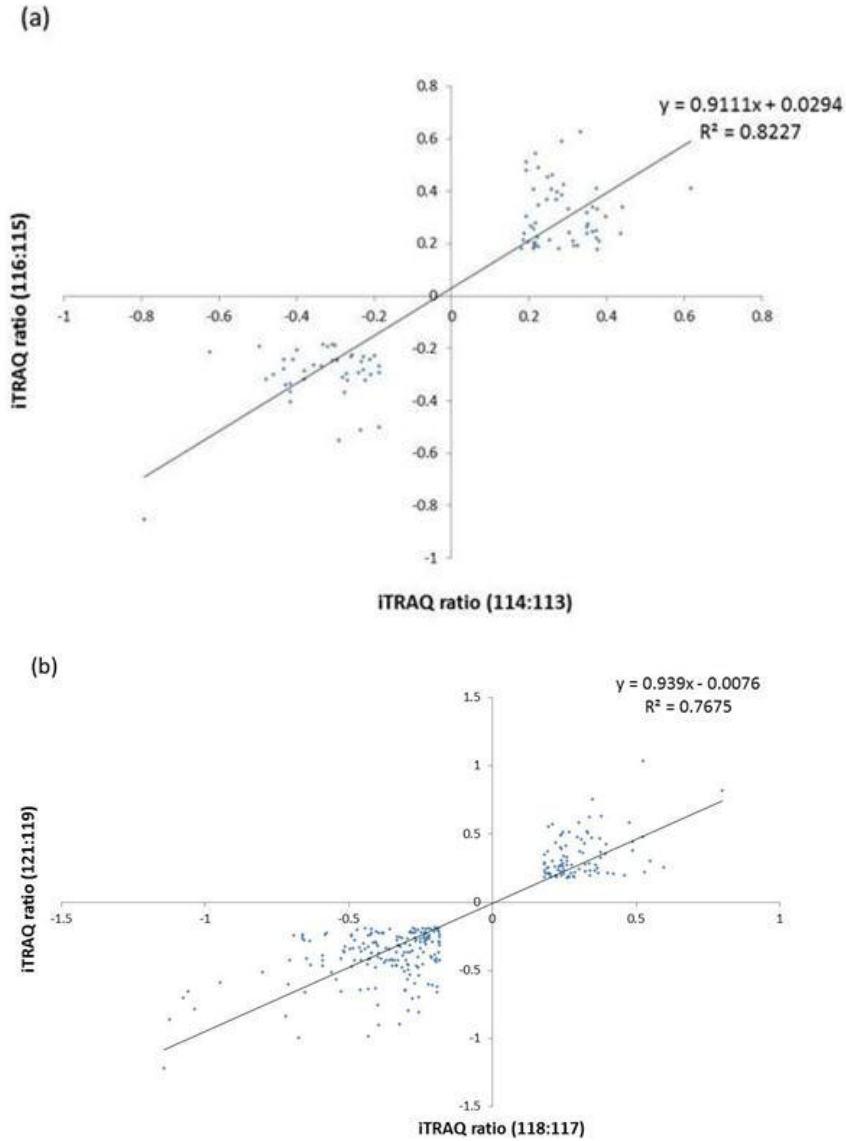 (a)
0.8
y = 0.9111x + 0.0294
R² = 0.8227
0.6
0.4
0.2
0
-1 -0.8 -0.6 -0.4 -0.2 0 0.2 0.4 0.6 0.8
-0.2
-0.4
-0.6
-0.8
-1
iTRAQ ratio (116:115)
iTRAQ ratio (114:113)
(b)
y = 0.939x - 0.0076
R² = 0.7675
1.5
1
0.5
0
-1.5 -1 -0.5 0 0.5 1
-0.5
-1
-1.5
iTRAQ ratio (121:119)
iTRAQ ratio (118:117)